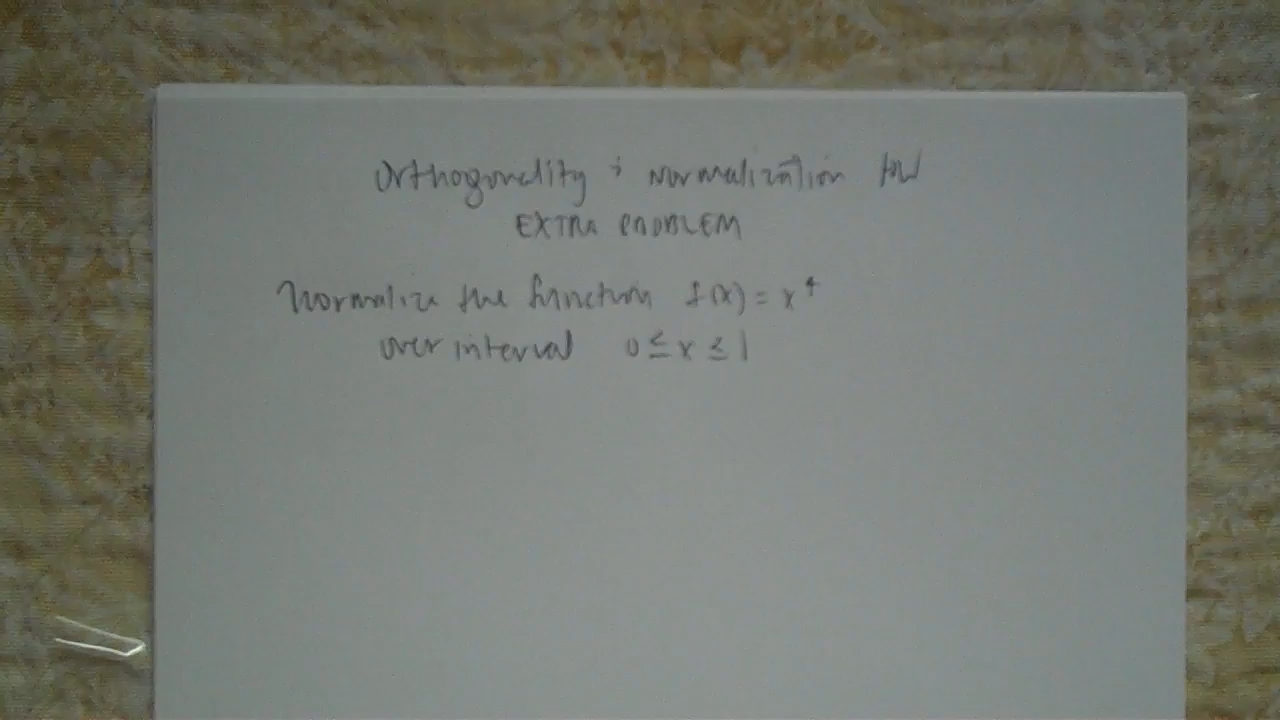 Orthogonality & Normalization HW
EXTRA PROBLEM
Normalize the function f(x) = x⁴
over interval 0 ≤ x ≤ 1